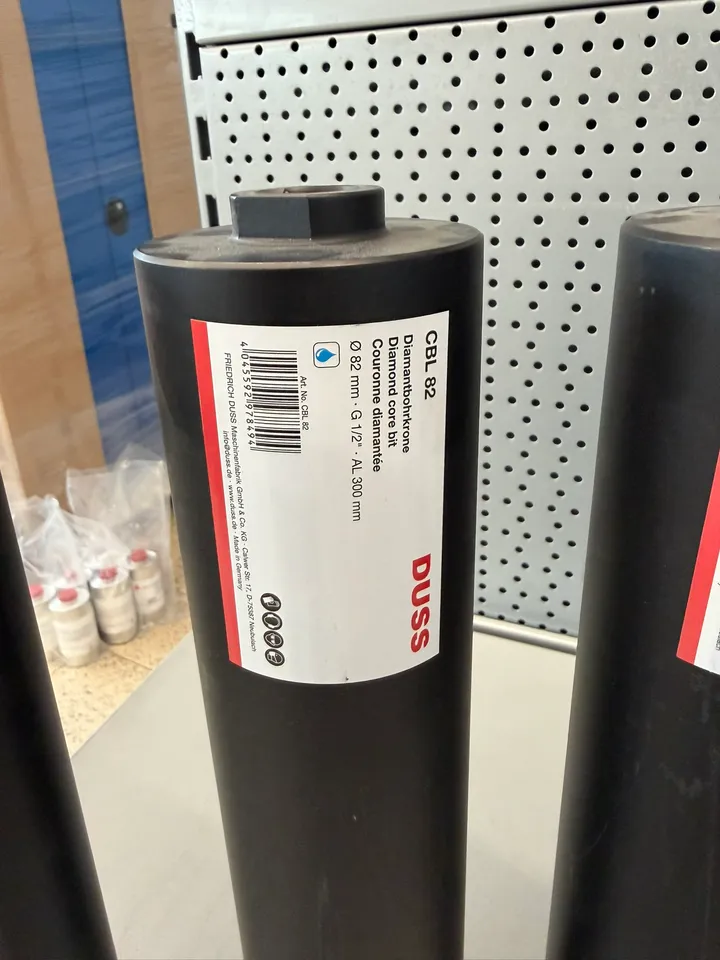 CBL 82
Diamantbohrkrone
Diamond core bit
Couronne diamantée
Ø 82 mm · G 1/2" · AL 300 mm
DUSS
Art. No. CBL 82
4 045592 978494
FRIEDRICH DUSS Maschinenfabrik GmbH & Co. KG · Calwer Str. 17, D-75387 Neubulach
info@duss.de - www.duss.de - Made in Germany